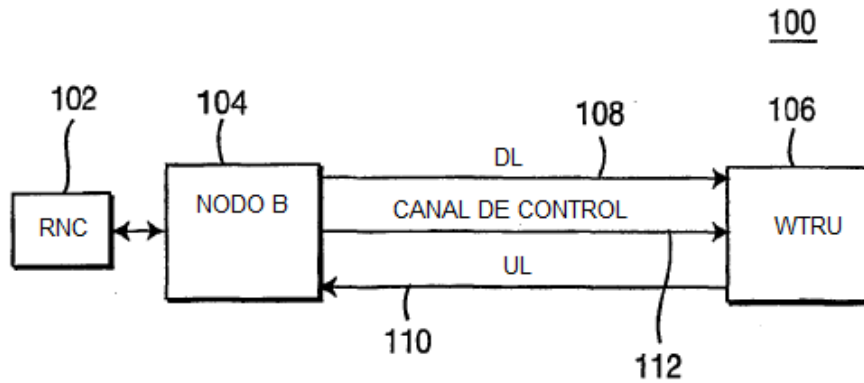 100
102
104
108
106
DL
NODO B
CANAL DE CONTROL
RNC
WTRU
UL
110
112